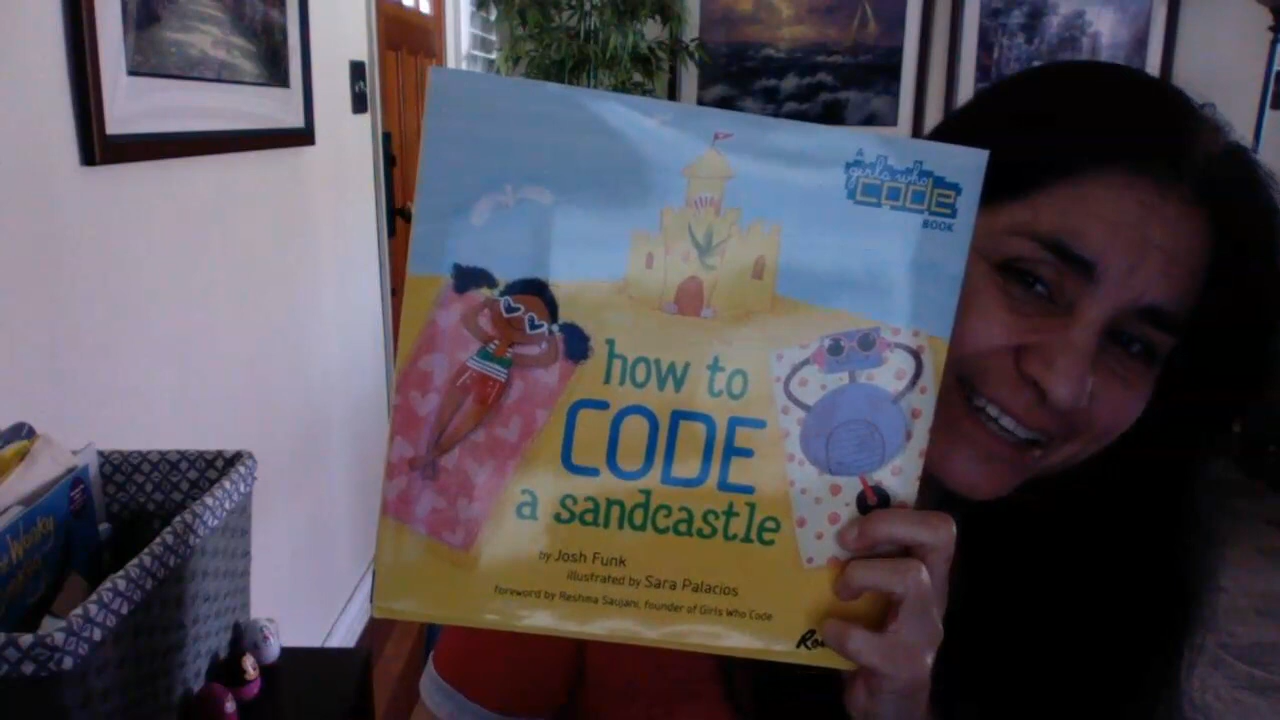 A
girls who
code
BOOK
how to
CODE
a sandcastle
by Josh Funk
illustrated by Sara Palacios
foreword by Reshma Saujani, founder of Girls Who Code
Wonky